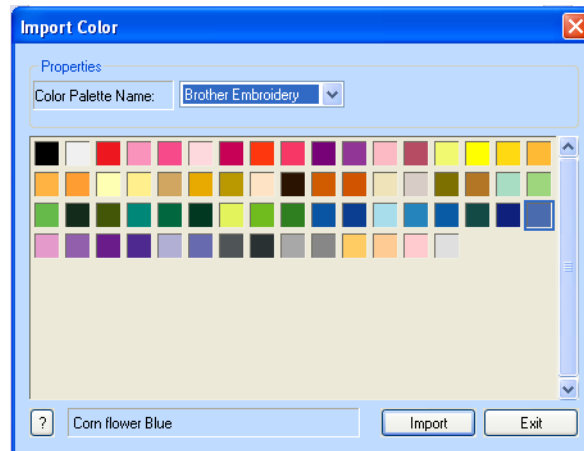 Import Color
Properties
Color Palette Name: Brother Embroidery
? Corn flower Blue Import Exit